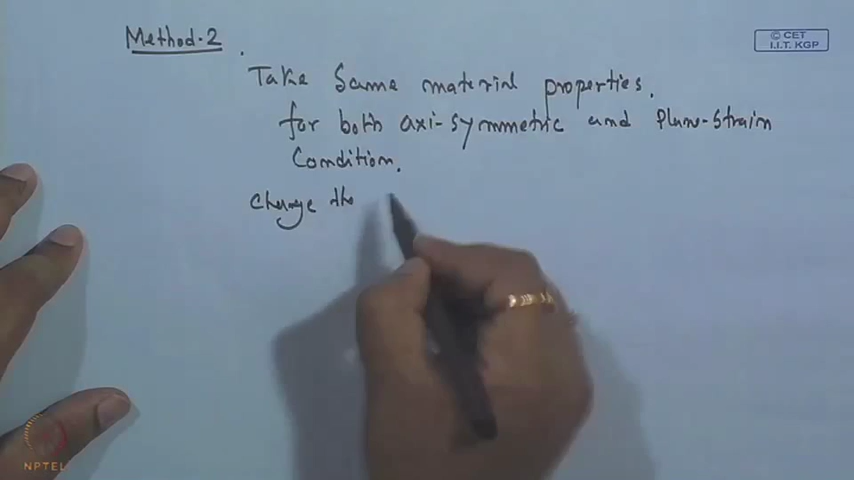 Method-2.
© CET
I.I.T. KGP
Take same material properties.
for both axi-symmetric and Plane-strain
Condition.
Change the
NPTEL